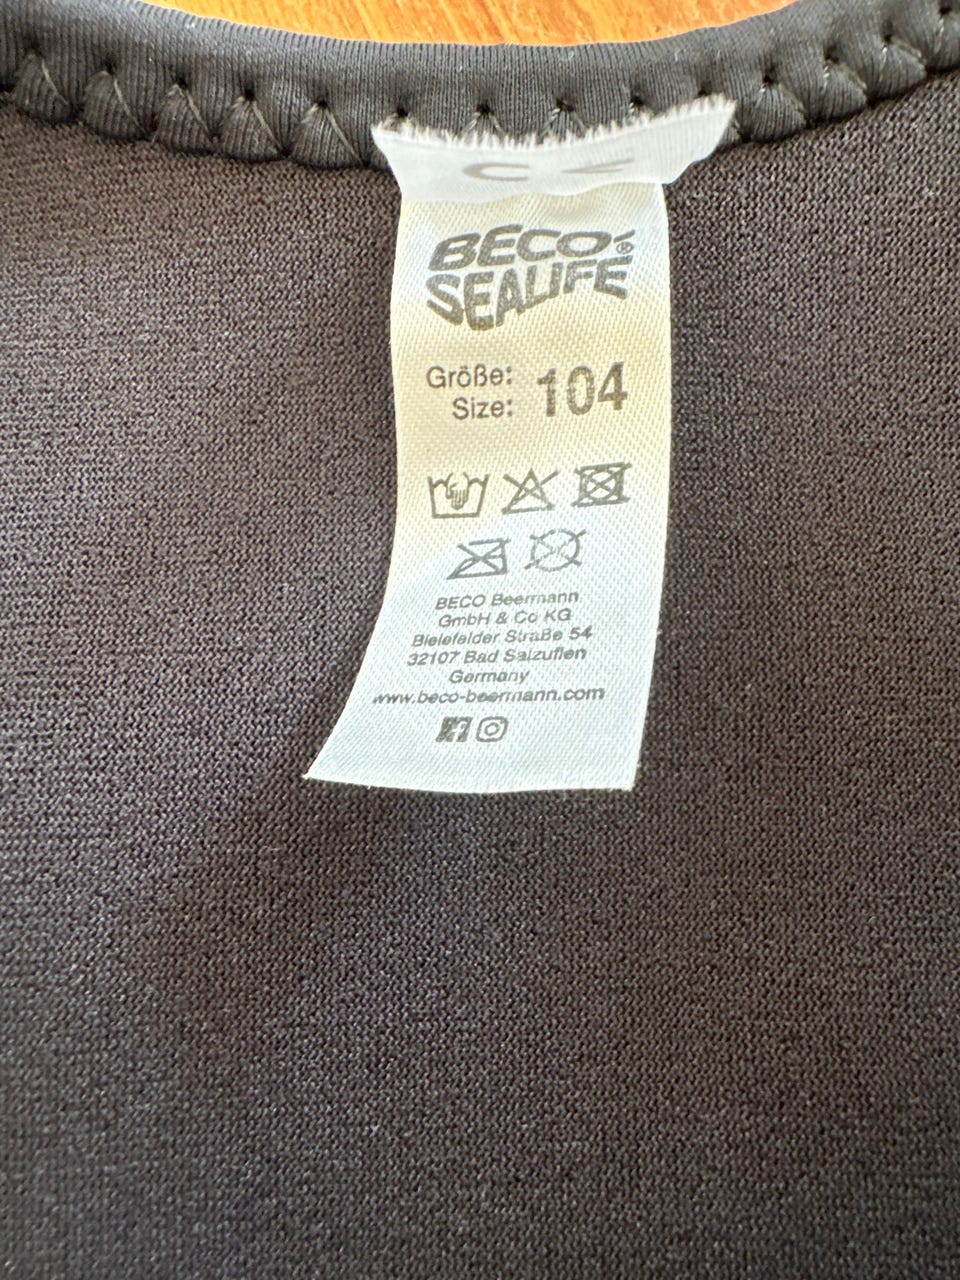 BECO®
SEALIFE
Größe: 104
Size:
BECO Beermann
GmbH & Co KG
Bielefelder Straße 54
32107 Bad Salzuflen
Germany
www.beco-beermann.com